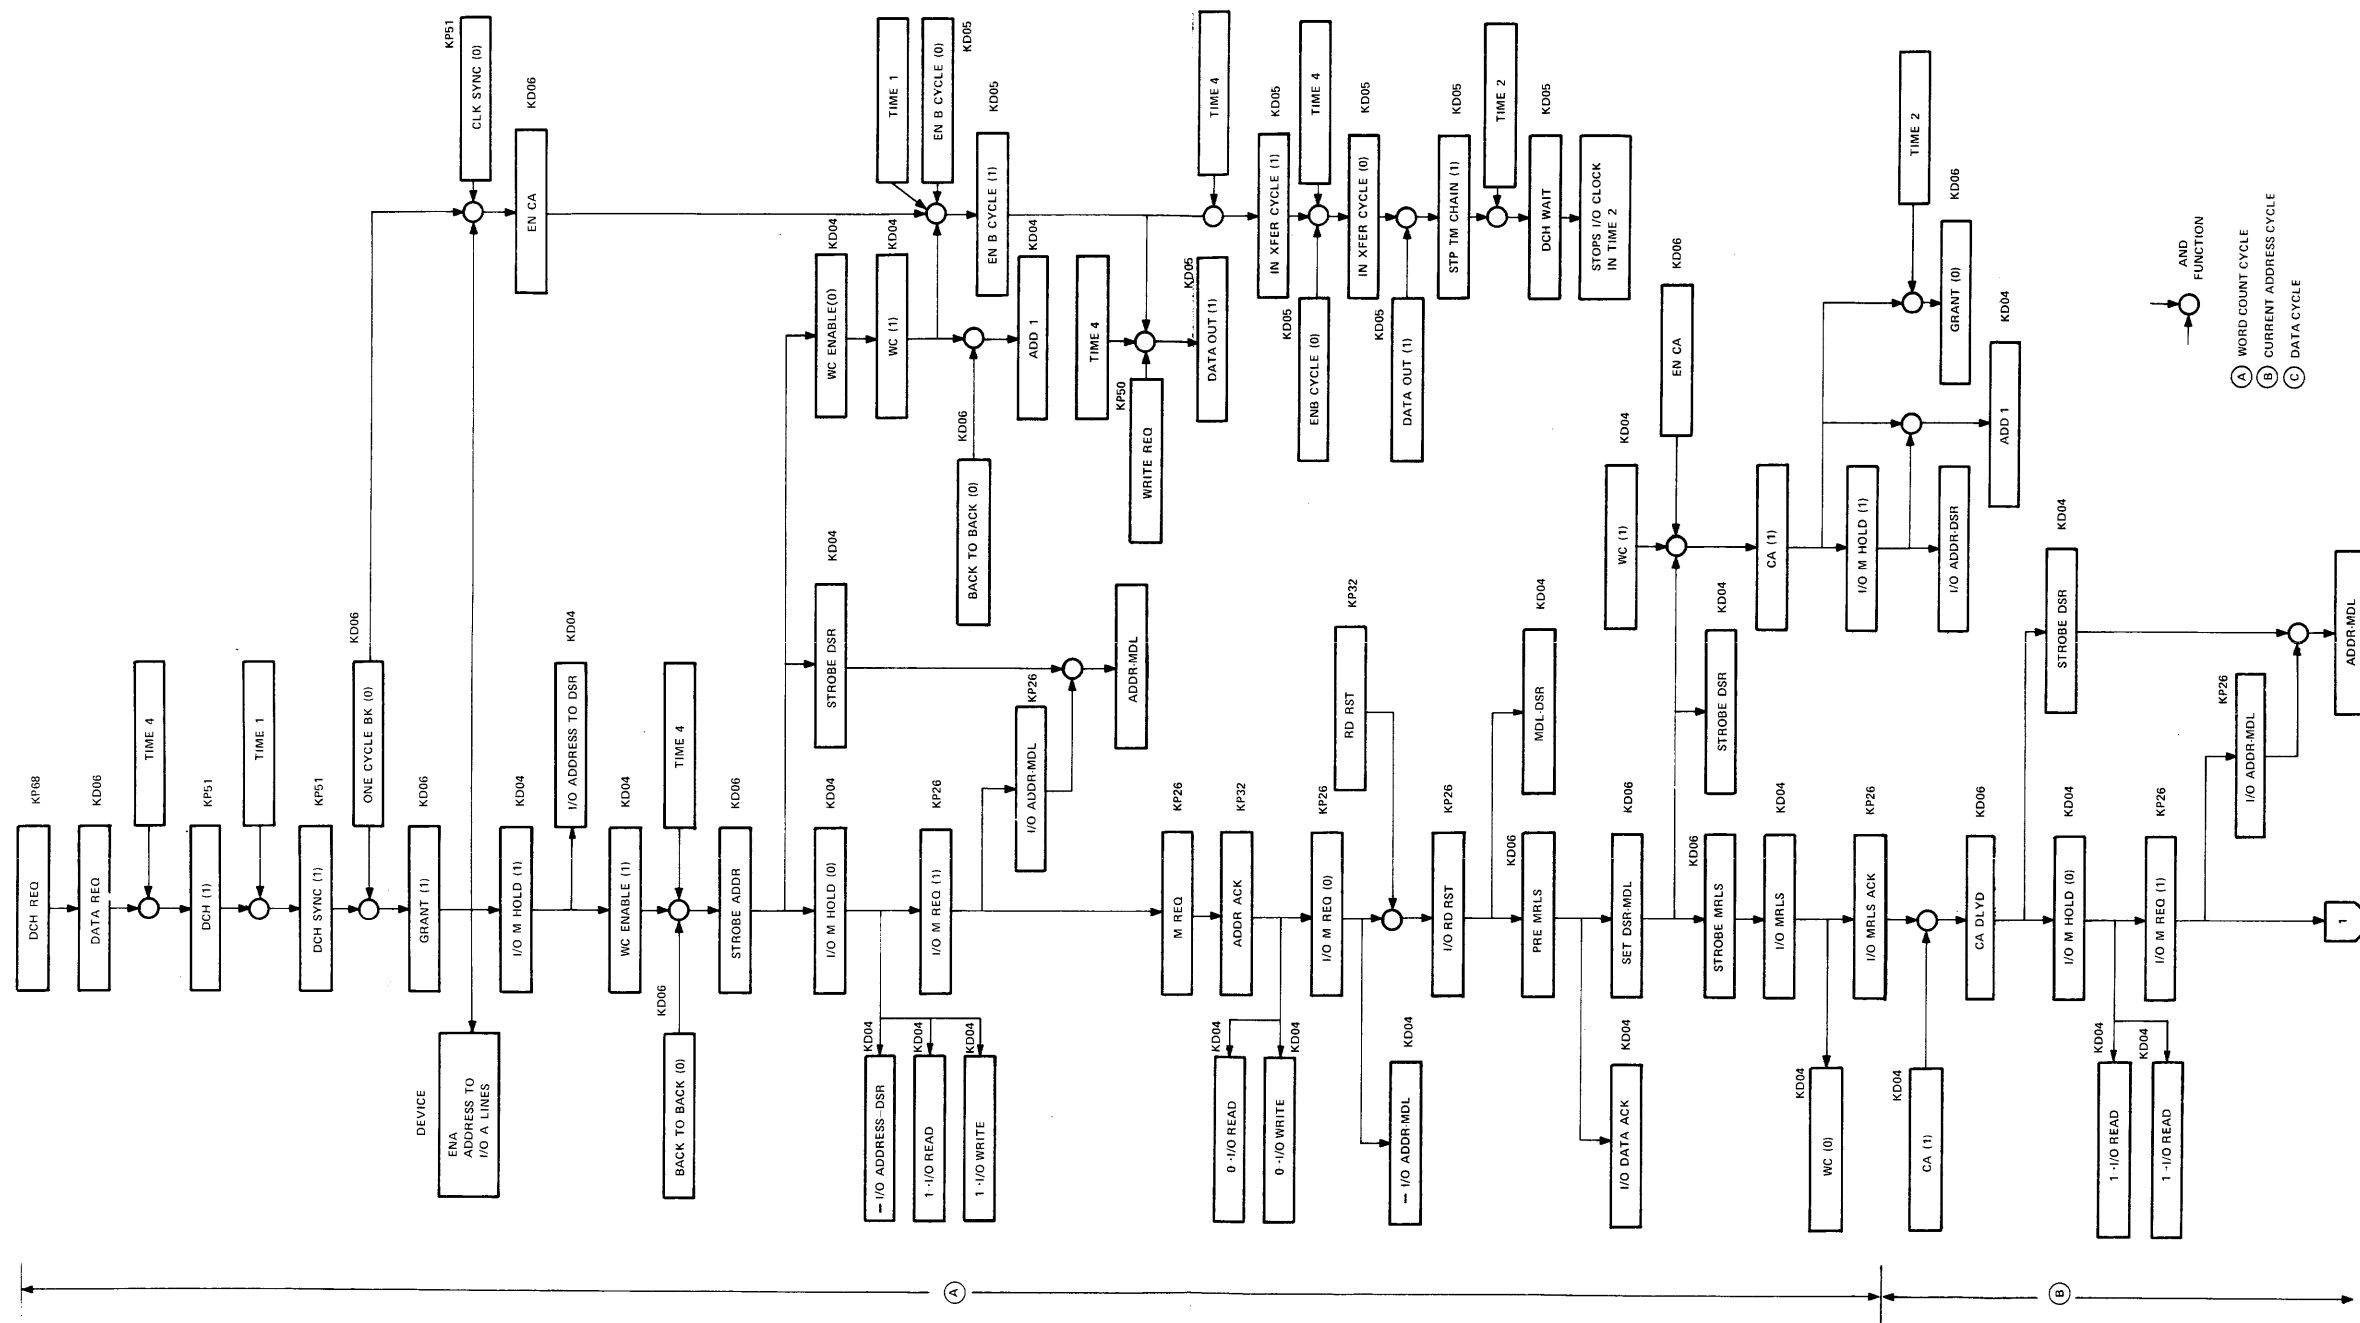 DCH REQ
KP68
DATA REQ
KD06
TIME 4
DCH (1)
KP51
TIME 1
DCH SYNC (1)
KP51
ONE CYCLE BK (0)
KD06
GRANT (1)
KD06
CLK SYNC (0)
KP51
EN CA
KD06
DEVICE
ENA
ADDRESS TO
I/O A LINES
I/O M HOLD (1)
KD04
I/O ADDRESS TO DSR
KD04
WC ENABLE (1)
KD04
TIME 4
BACK TO BACK (0)
KD06
STROBE ADDR
KD06
I/O M HOLD (0)
KD04
STROBE DSR
KD04
WC ENABLE(0)
KD04
WC (1)
KD04
TIME 1
EN B CYCLE (0)
KD05
EN B CYCLE (1)
KD05
— I/O ADDRESS-DSR
KD04
1-I/O READ
KD04
1-I/O WRITE
KD04
I/O M REQ (1)
KP26
I/O ADDR-MDL
KP26
ADDR-MDL
BACK TO BACK (0)
KD06
ADD 1
KD04
TIME 4
WRITE REQ
KP50
DATA OUT (1)
KD05
TIME 4
M REQ
KP26
ADDR ACK
KP32
0-I/O READ
KD04
0-I/O WRITE
KD04
I/O M REQ (0)
KP26
RD RST
KP32
— I/O ADDR-MDL
KD04
I/O RD RST
KP26
IN XFER CYCLE (1)
KD05
TIME 4
ENB CYCLE (0)
KD05
IN XFER CYCLE (0)
KD05
DATA OUT (1)
KD05
STP TM CHAIN (1)
KD05
TIME 2
DCH WAIT
KD05
STOPS I/O CLOCK
IN TIME 2
PRE MRLS
KD06
MDL-DSR
KD04
I/O DATA ACK
KD04
SET DSR-MDL
KD06
WC (1)
KD04
EN CA
KD06
STROBE MRLS
KD06
STROBE DSR
KD04
I/O MRLS
KD04
CA (1)
WC (0)
KD04
I/O MRLS ACK
KP26
I/O M HOLD (1)
CA (1)
KD04
TIME 2
GRANT (0)
KD06
I/O ADDR-DSR
ADD 1
KD04
CA DLYD
KD06
I/O M HOLD (0)
KD04
STROBE DSR
KD04
1-I/O READ
KD04
1-I/O READ
KD04
I/O M REQ (1)
KP26
I/O ADDR-MDL
KP26
ADDR-MDL
1
AND
FUNCTION
A WORD COUNT CYCLE
B CURRENT ADDRESS CYCLE
C DATA CYCLE
A
B